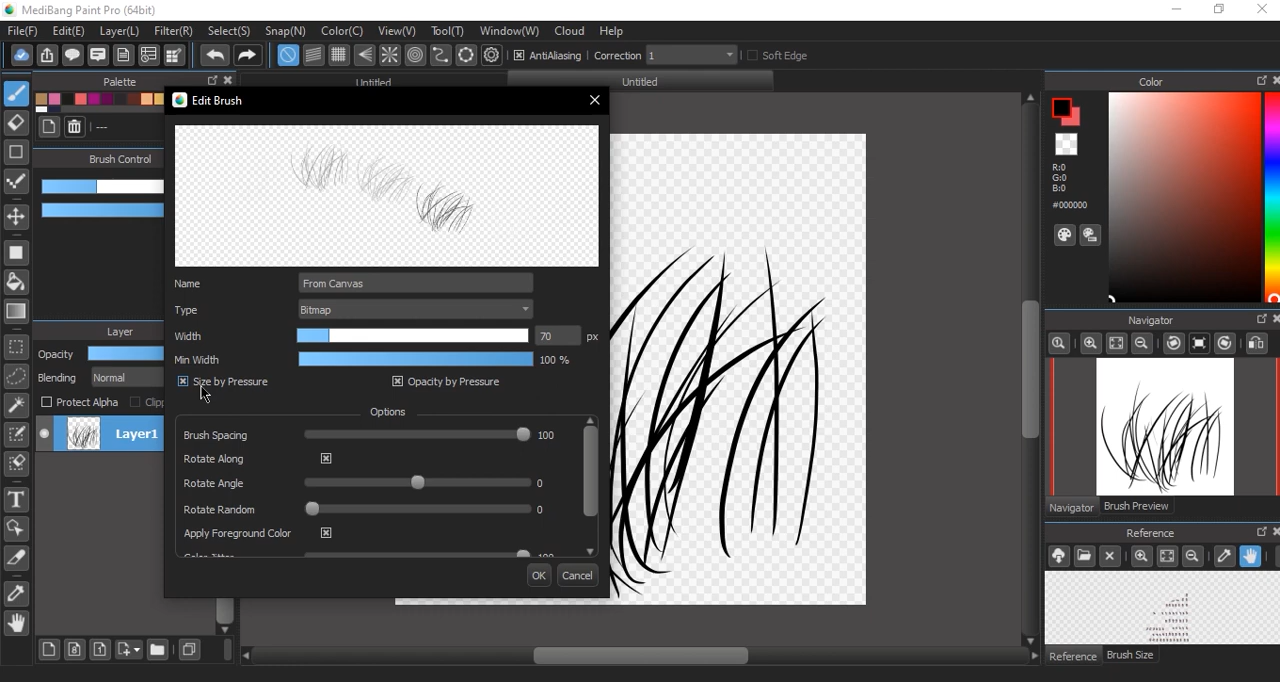 MediBang Paint Pro (64bit)
File(F) Edit(E) Layer(L) Filter(R) Select(S) Snap(N) Color(C) View(V) Tool(T) Window(W) Cloud Help
AntiAliasing Correction 1 Soft Edge
Palette Untitled Untitled Color
Edit Brush
---
Brush Control
R:0
G:0
B:0
#000000
Name From Canvas
Type Bitmap
Width 70 px
Min Width 100 %
Size by Pressure Opacity by Pressure
Options
Brush Spacing 100
Rotate Along
Rotate Angle 0
Rotate Random 0
Apply Foreground Color
Color Jitter 100
OK Cancel
Layer
Opacity
Blending Normal
Protect Alpha Clip
Layer1
Navigator
Navigator Brush Preview
Reference
Reference Brush Size